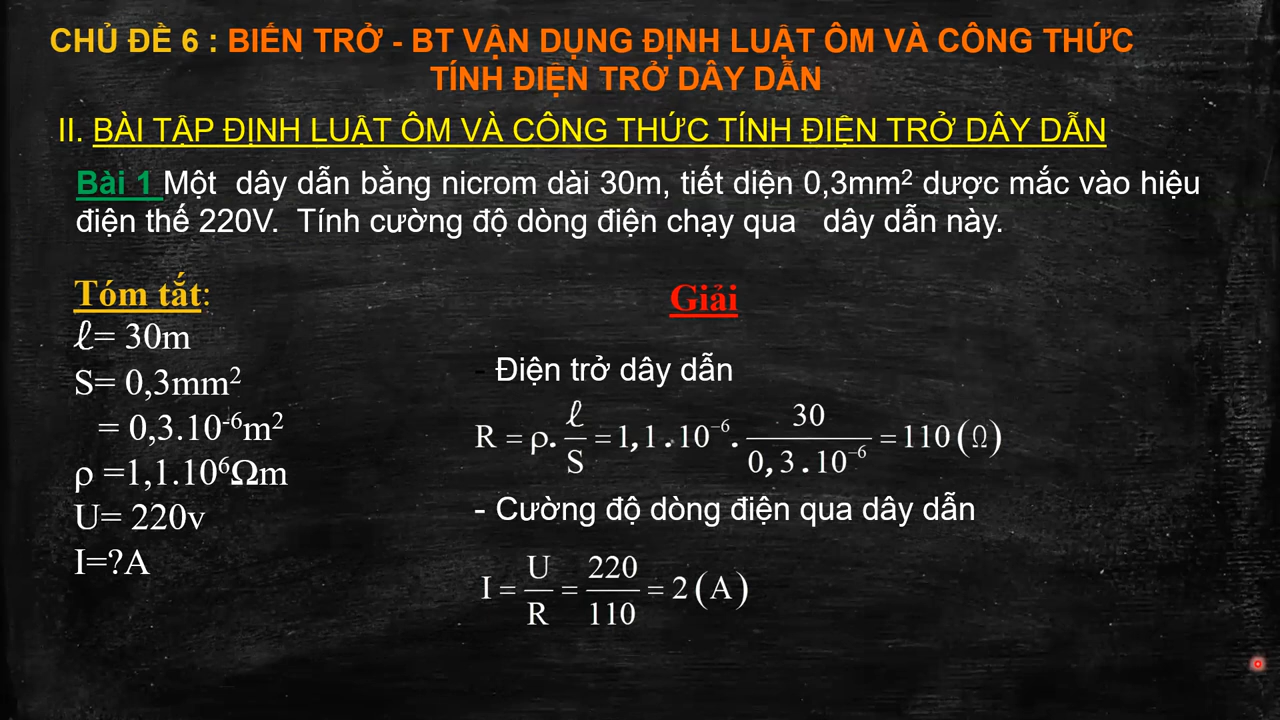 CHỦ ĐỀ 6 : BIẾN TRỞ - BT VẬN DỤNG ĐỊNH LUẬT ÔM VÀ CÔNG THỨC
TÍNH ĐIỆN TRỞ DÂY DẪN
II. BÀI TẬP ĐỊNH LUẬT ÔM VÀ CÔNG THỨC TÍNH ĐIỆN TRỞ DÂY DẪN
Bài 1 Một dây dẫn bằng nicrom dài 30m, tiết diện 0,3mm² dược mắc vào hiệu
điện thế 220V. Tính cường độ dòng điện chạy qua dây dẫn này.
Tóm tắt:
ℓ= 30m
S= 0,3mm²
= 0,3.10⁻⁶m²
ρ =1,1.10⁶Ωm
U= 220v
I=?A
Giải
- Điện trở dây dẫn
R = ρ. ℓ/S = 1,1.10⁻⁶. 30/0,3.10⁻⁶ = 110 (Ω)
- Cường độ dòng điện qua dây dẫn
I = U/R = 220/110 = 2 (A)